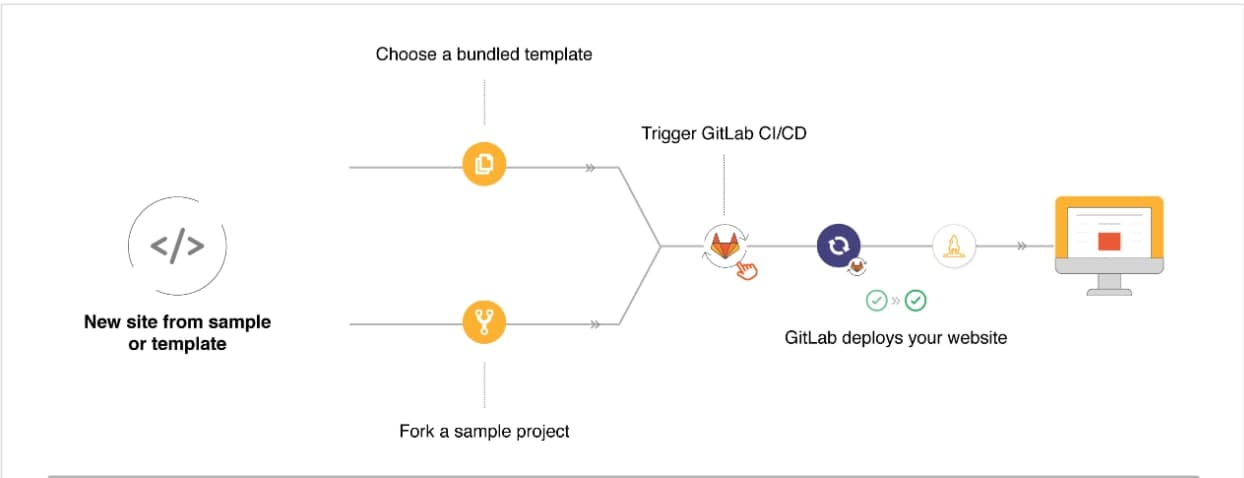 Choose a bundled template
Trigger GitLab CI/CD
</>
New site from sample
or template
GitLab deploys your website
Fork a sample project